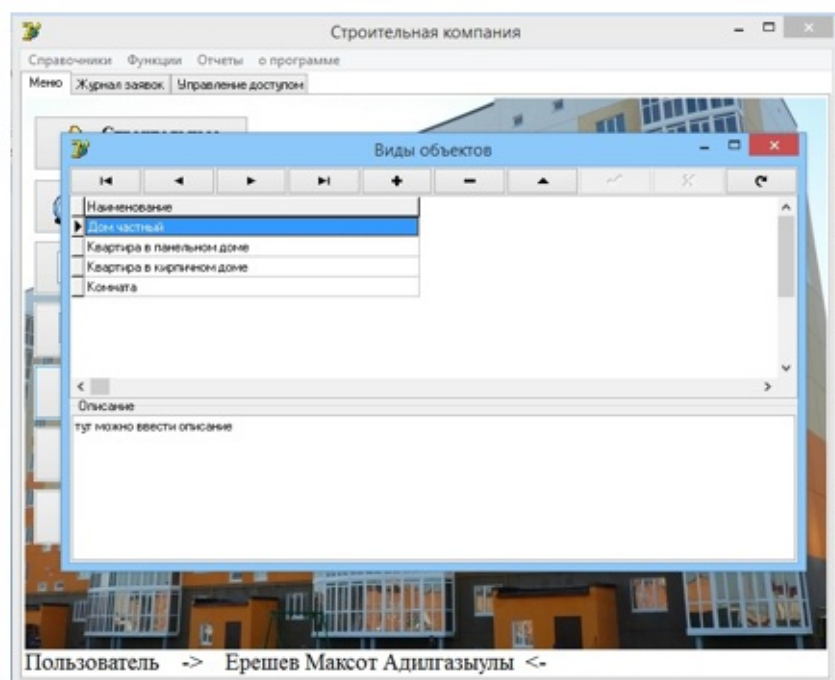 Строительная компания
Справочники Функции Отчеты о программе
Меню Журнал заявок Управление доступом
Виды объектов
Наименование
Дом частный
Квартира в панельном доме
Квартира в кирпичном доме
Комната
Описание
тут можно ввести описание
Пользователь -> Ерешев Максот Адилгазыулы <-